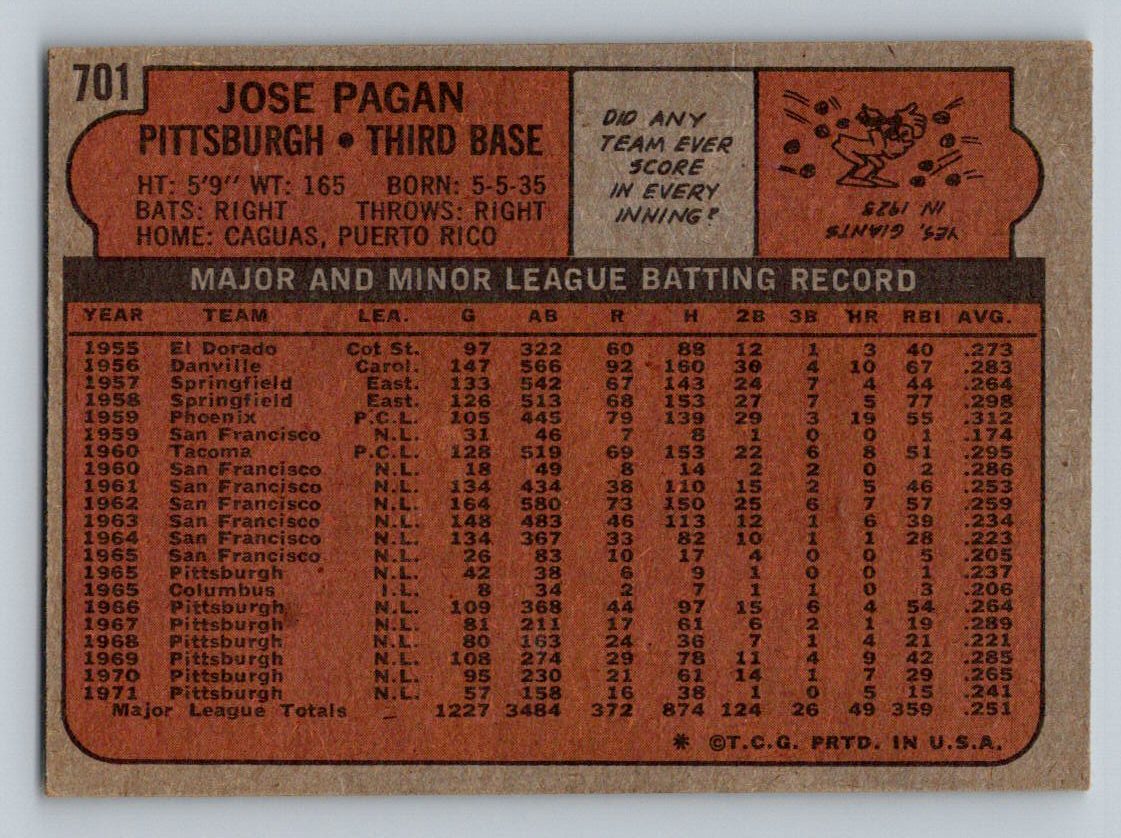 701
JOSE PAGAN
PITTSBURGH • THIRD BASE
HT: 5'9" WT: 165 BORN: 5-5-35
BATS: RIGHT THROWS: RIGHT
HOME: CAGUAS, PUERTO RICO
DID ANY
TEAM EVER
SCORE
IN EVERY
INNING?
YES, GIANTS
IN 1923
MAJOR AND MINOR LEAGUE BATTING RECORD
YEAR TEAM LEA. G AB R H 2B 3B HR RBI AVG.
1955 El Dorado Cot St. 97 322 60 88 12 1 3 40 .273
1956 Danville Carol. 147 566 92 160 30 4 10 67 .283
1957 Springfield East. 133 542 67 143 24 7 4 44 .264
1958 Springfield East. 126 513 68 153 27 7 5 77 .298
1959 Phoenix P.C.L. 105 445 79 139 29 3 19 55 .312
1959 San Francisco N.L. 31 46 7 8 1 0 0 1 .174
1960 Tacoma P.C.L. 128 519 69 153 22 6 8 51 .295
1960 San Francisco N.L. 18 49 8 14 2 2 0 2 .286
1961 San Francisco N.L. 134 434 38 110 15 2 5 46 .253
1962 San Francisco N.L. 164 580 73 150 25 6 7 57 .259
1963 San Francisco N.L. 148 483 46 113 12 1 6 39 .234
1964 San Francisco N.L. 134 367 33 82 10 1 1 28 .223
1965 San Francisco N.L. 26 83 10 17 4 0 0 5 .205
1965 Pittsburgh N.L. 42 38 6 9 1 0 0 1 .237
1965 Columbus I.L. 8 34 2 7 1 1 0 3 .206
1966 Pittsburgh N.L. 109 368 44 97 15 6 4 54 .264
1967 Pittsburgh N.L. 81 211 17 61 6 2 1 19 .289
1968 Pittsburgh N.L. 80 163 24 36 7 1 4 21 .221
1969 Pittsburgh N.L. 108 274 29 78 11 4 9 42 .285
1970 Pittsburgh N.L. 95 230 21 61 14 1 7 29 .265
1971 Pittsburgh N.L. 57 158 16 38 1 0 5 15 .241
Major League Totals 1227 3484 372 874 124 26 49 359 .251
* ©T.C.G. PRTD. IN U.S.A.